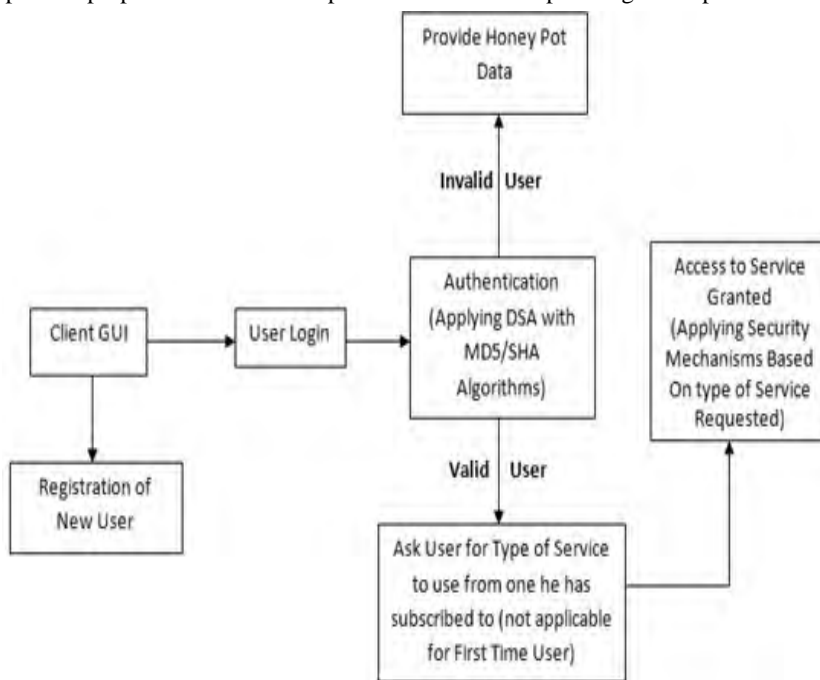 Provide Honey Pot
Data
Invalid User
Authentication
(Applying DSA with
MD5/SHA
Algorithms)
Access to Service
Granted
(Applying Security
Mechanisms Based
On type of Service
Requested)
Client GUI
User Login
Registration of
New User
Valid User
Ask User for Type of Service
to use from one he has
subscribed to (not applicable
for First Time User)